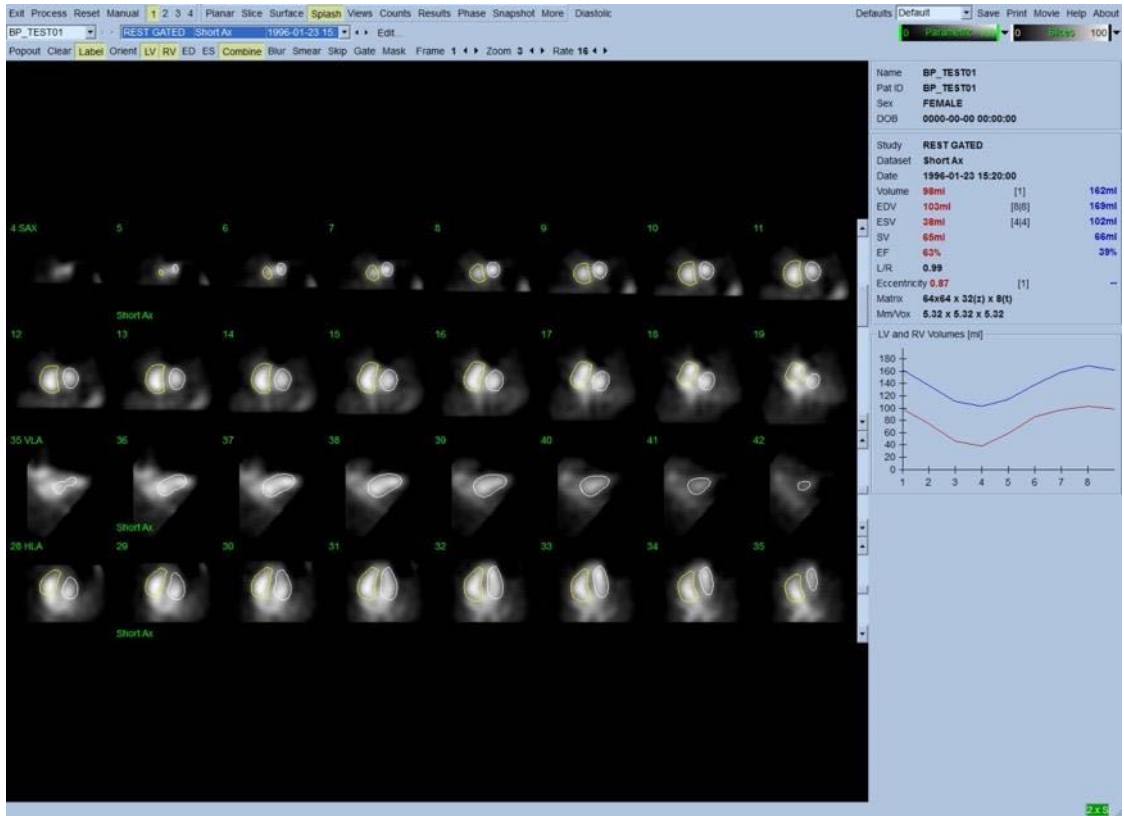 Exit Process Reset Manual 1 2 3 4 Planar Slice Surface Splash Views Counts Results Phase Snapshot More Diastolic Defaults Default Save Print Movie Help About
BP_TEST01 REST GATED Short Ax 1996-01-23 15: Edit... 0 Parametric 0 Slices 100
Popout Clear Label Orient LV RV ED ES Combine Blur Smear Skip Gate Mask Frame 1 Zoom 3 Rate 16
Name BP_TEST01
Pat ID BP_TEST01
Sex FEMALE
DOB 0000-00-00 00:00:00
Study REST GATED
Dataset Short Ax
Date 1996-01-23 15:20:00
Volume 98ml [1] 162ml
EDV 103ml [8|8] 169ml
ESV 38ml [4|4] 102ml
SV 65ml 66ml
EF 63% 39%
L/R 0.99
Eccentricity 0.87 [1] --
Matrix 64x64 x 32(z) x 8(t)
Mm/Vox 5.32 x 5.32 x 5.32
LV and RV Volumes [ml]
180
160
140
120
100
80
60
40
20
0
1 2 3 4 5 6 7 8
4 SAX 5 6 7 8 9 10 11
Short Ax
12 13 14 15 16 17 18 19
35 VLA 36 37 38 39 40 41 42
Short Ax
28 HLA 29 30 31 32 33 34 35
Short Ax
2 x S